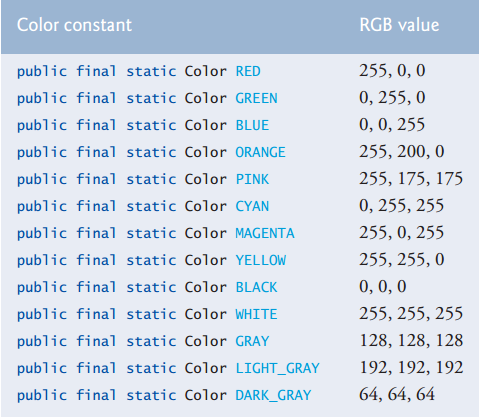 Color constant RGB value
public final static Color RED 255, 0, 0
public final static Color GREEN 0, 255, 0
public final static Color BLUE 0, 0, 255
public final static Color ORANGE 255, 200, 0
public final static Color PINK 255, 175, 175
public final static Color CYAN 0, 255, 255
public final static Color MAGENTA 255, 0, 255
public final static Color YELLOW 255, 255, 0
public final static Color BLACK 0, 0, 0
public final static Color WHITE 255, 255, 255
public final static Color GRAY 128, 128, 128
public final static Color LIGHT_GRAY 192, 192, 192
public final static Color DARK_GRAY 64, 64, 64